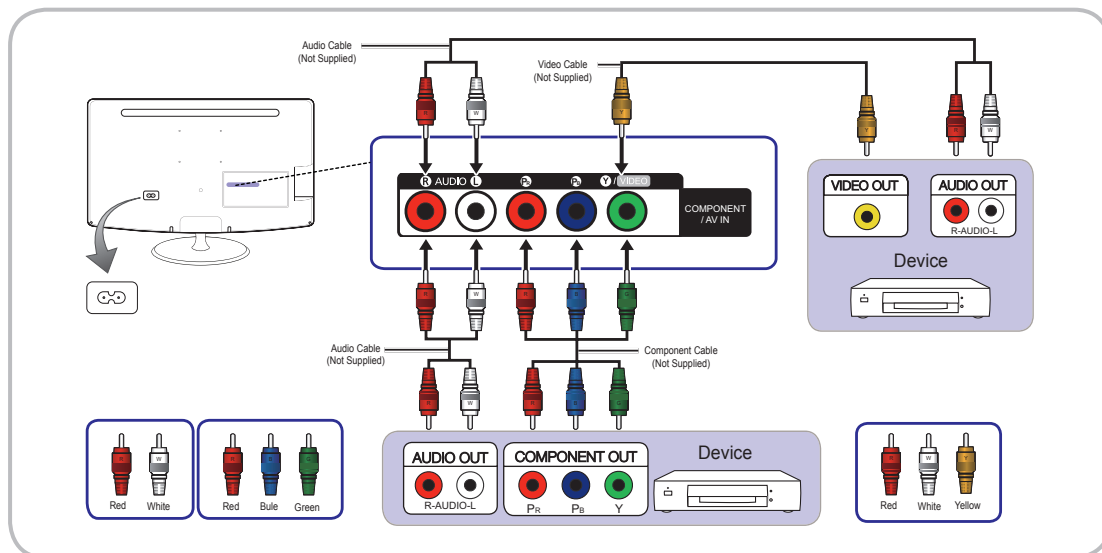 Audio Cable
(Not Supplied)
Video Cable
(Not Supplied)
R W Y
Y R W
R AUDIO L PR PB Y / VIDEO
COMPONENT
/ AV IN
VIDEO OUT
AUDIO OUT
R-AUDIO-L
Device
R W R B G
Audio Cable
(Not Supplied)
Component Cable
(Not Supplied)
R W R B G
AUDIO OUT
R-AUDIO-L
COMPONENT OUT
PR PB Y
Device
R W
Red White
R B G
Red Bule Green
R W Y
Red White Yellow